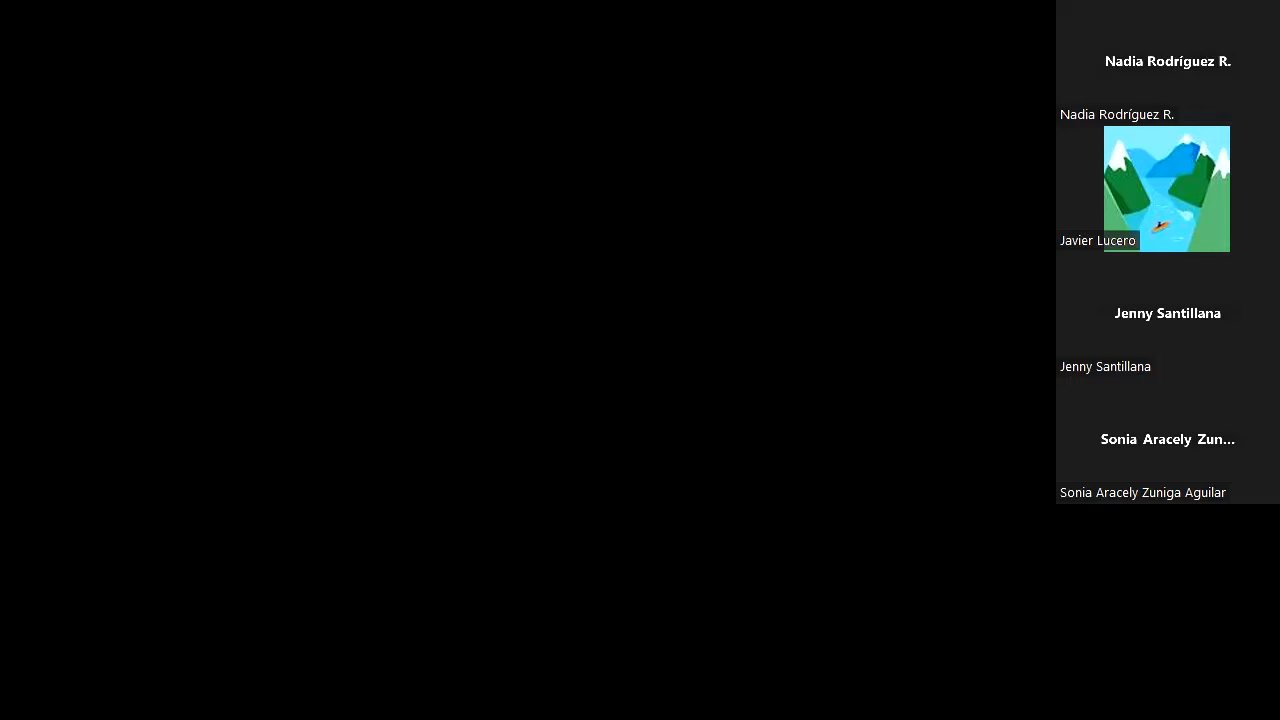 Nadia Rodríguez R.
Nadia Rodríguez R.
Javier Lucero
Jenny Santillana
Jenny Santillana
Sonia Aracely Zun...
Sonia Aracely Zuniga Aguilar